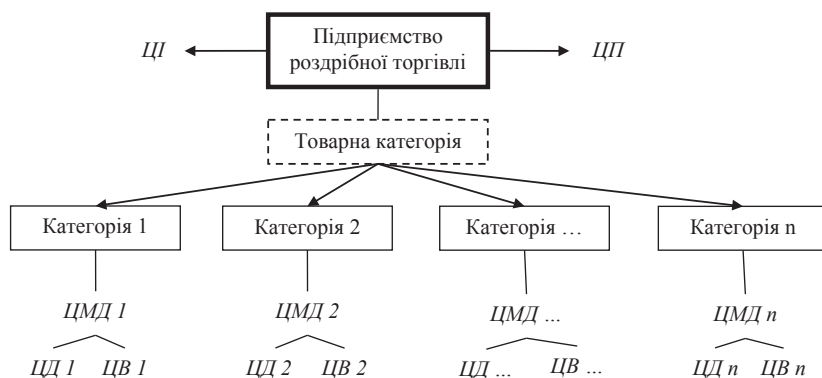 Підприємство
роздрібної торгівлі
ЦІ
ЦП
Товарна категорія
Категорія 1
Категорія 2
Категорія …
Категорія n
ЦМД 1
ЦМД 2
ЦМД …
ЦМД n
ЦД 1
ЦВ 1
ЦД 2
ЦВ 2
ЦД …
ЦВ …
ЦД n
ЦВ n